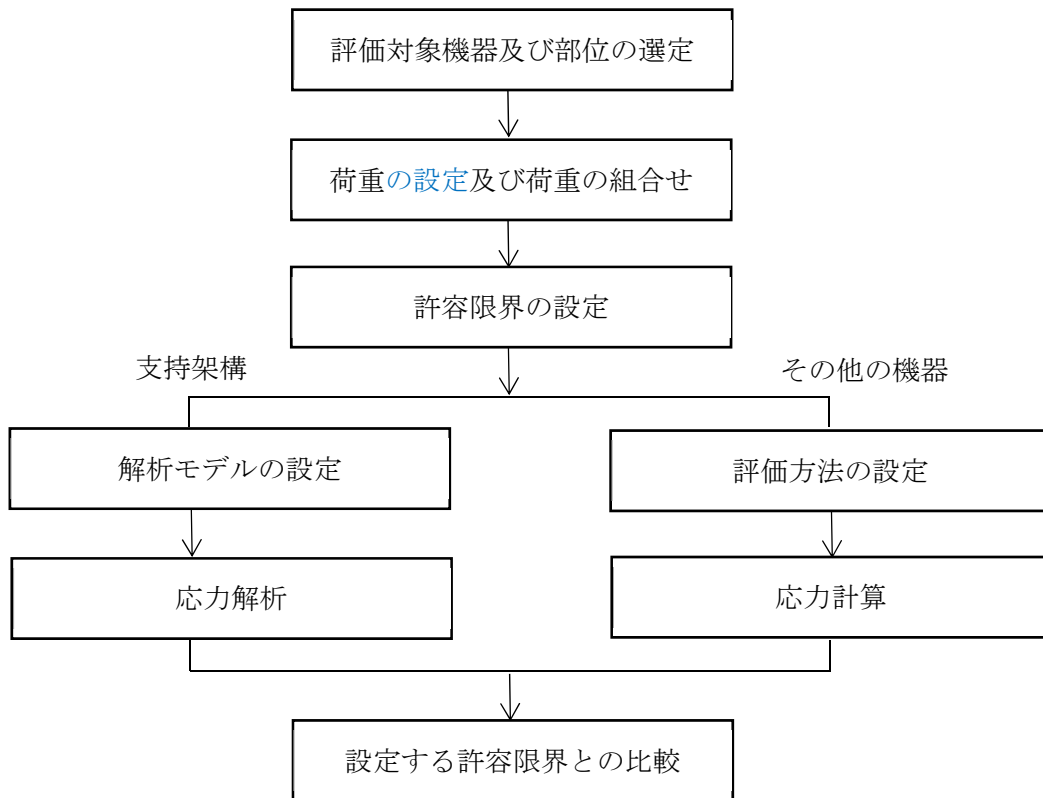 評価対象機器及び部位の選定
荷重の設定及び荷重の組合せ
許容限界の設定
支持架構
その他の機器
解析モデルの設定
評価方法の設定
応力解析
応力計算
設定する許容限界との比較